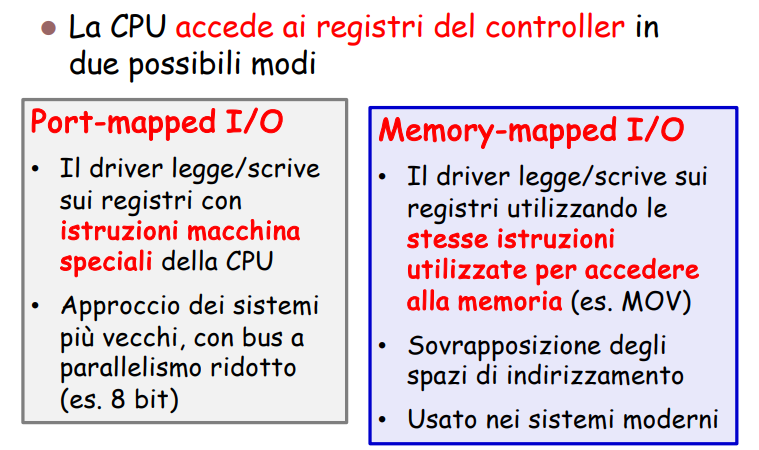 ● La CPU accede ai registri del controller in
due possibili modi
Port-mapped I/O
• Il driver legge/scrive
sui registri con
istruzioni macchina
speciali della CPU
• Approccio dei sistemi
più vecchi, con bus a
parallelismo ridotto
(es. 8 bit)
Memory-mapped I/O
• Il driver legge/scrive sui
registri utilizzando le
stesse istruzioni
utilizzate per accedere
alla memoria (es. MOV)
• Sovrapposizione degli
spazi di indirizzamento
• Usato nei sistemi moderni